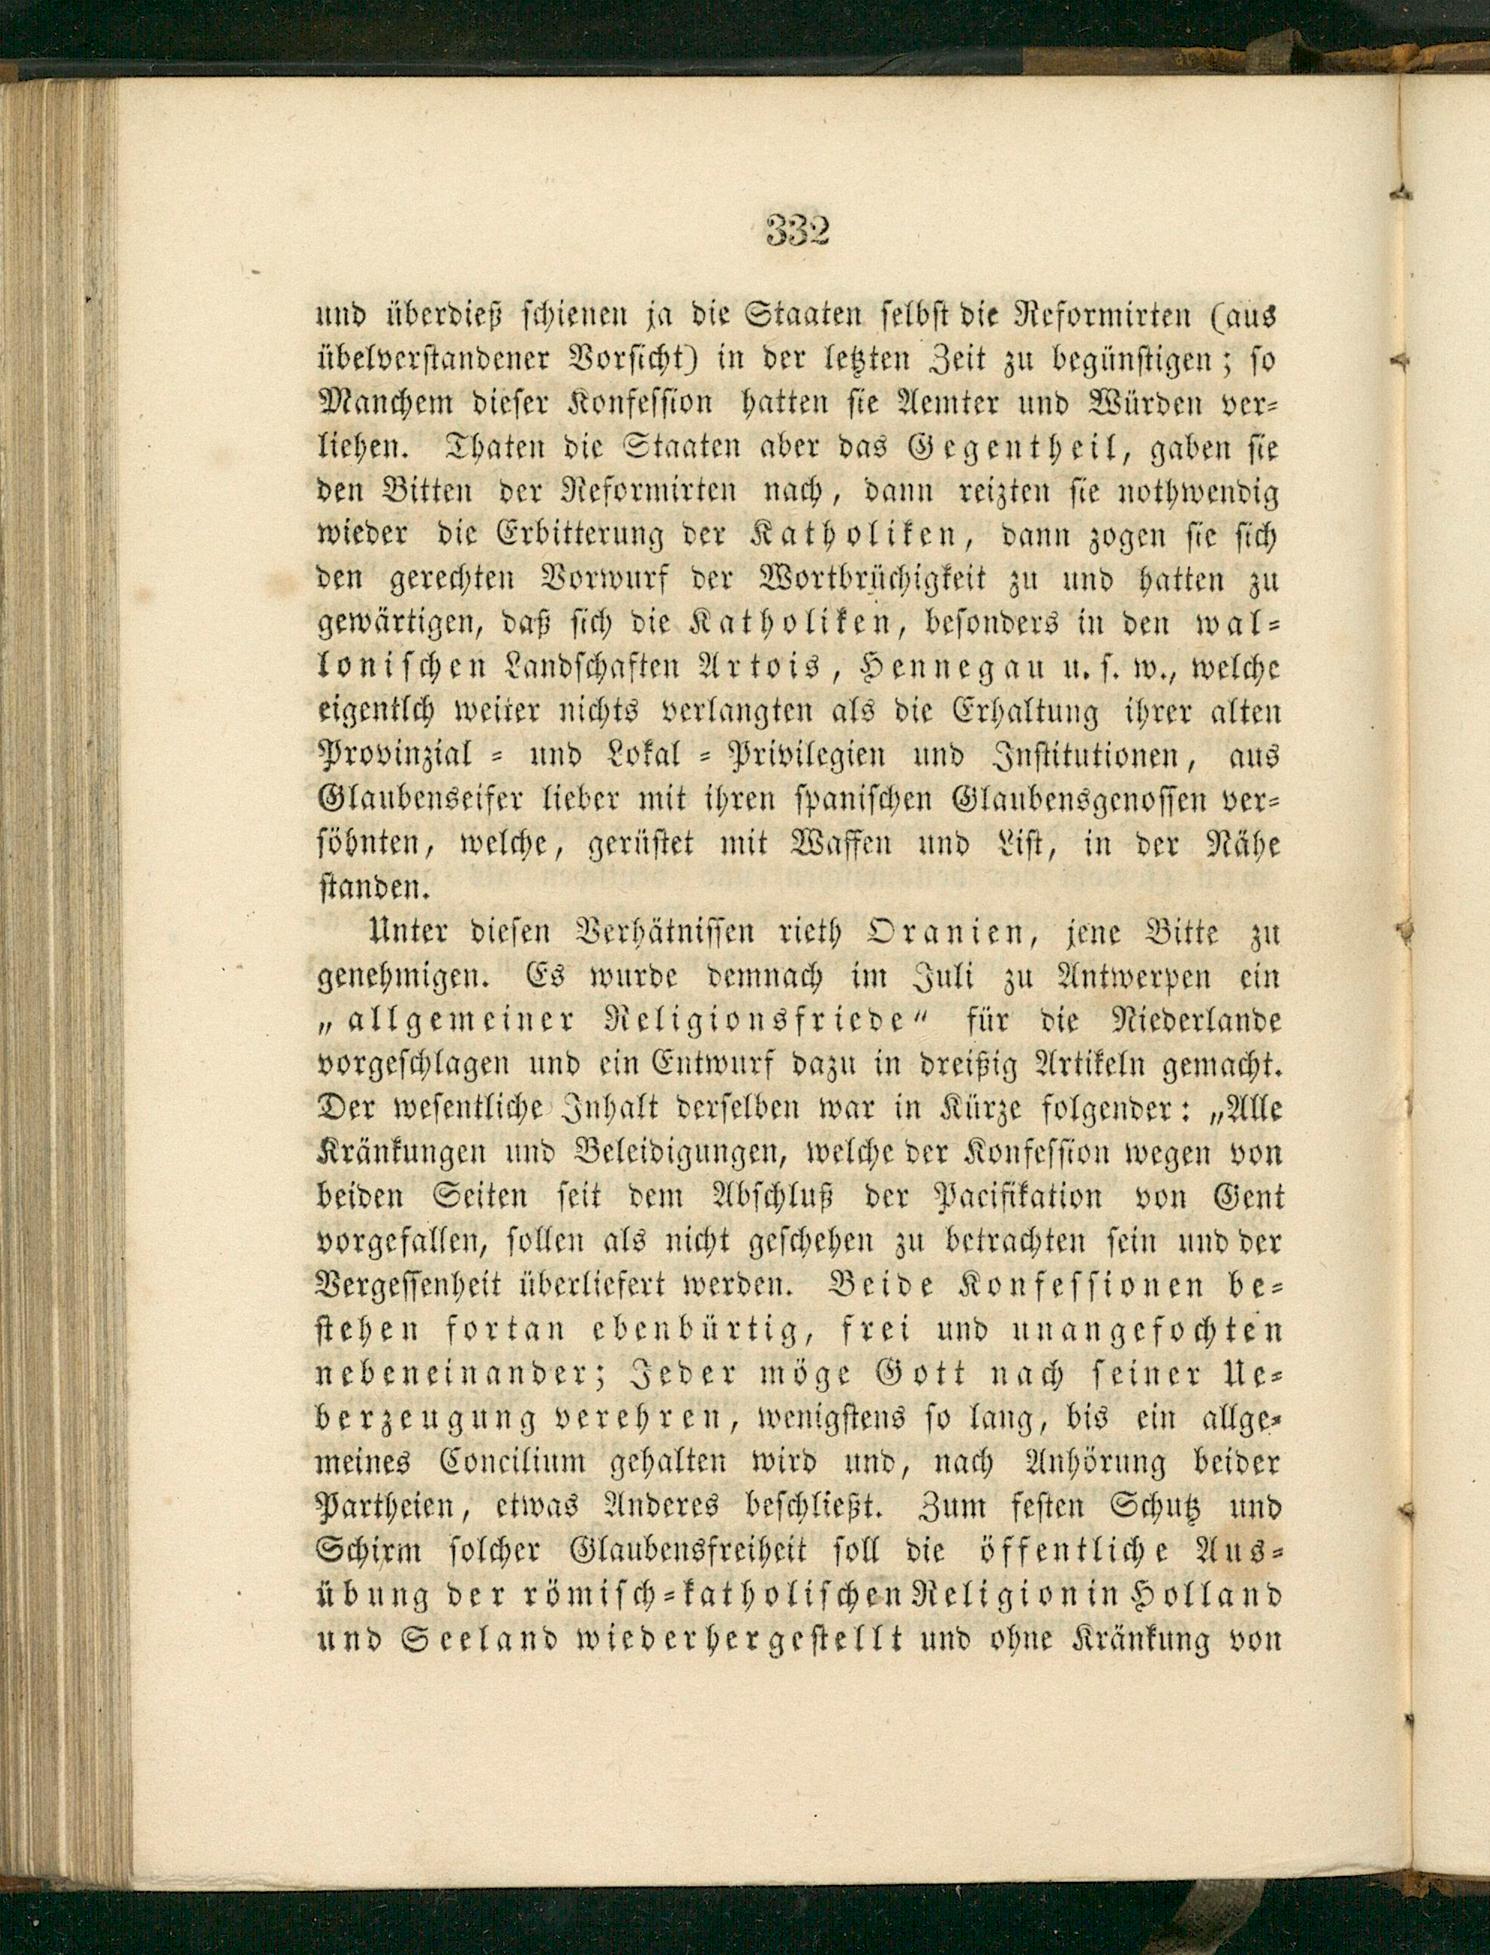 332
und überdieß schienen ja die Staaten selbst die Reformirten (aus
übelverstandener Vorsicht) in der letzten Zeit zu begünstigen; so
Manchem dieser Konfession hatten sie Aemter und Würden ver-
liehen. Thaten die Staaten aber das Gegentheil, gaben sie
den Bitten der Reformirten nach, dann reizten sie nothwendig
wieder die Erbitterung der Katholiken, dann zogen sie sich
den gerechten Vorwurf der Wortbrüchigkeit zu und hatten zu
gewärtigen, daß sich die Katholiken, besonders in den wal-
lonischen Landschaften Artois, Hennegau u. s. w., welche
eigentlch weiter nichts verlangten als die Erhaltung ihrer alten
Provinzial - und Lokal - Privilegien und Institutionen, aus
Glaubenseifer lieber mit ihren spanischen Glaubensgenossen ver-
söhnten, welche, gerüstet mit Waffen und List, in der Nähe
standen.
Unter diesen Verhätnissen rieth Oranien, jene Bitte zu
genehmigen. Es wurde demnach im Juli zu Antwerpen ein
„allgemeiner Religionsfriede“ für die Niederlande
vorgeschlagen und ein Entwurf dazu in dreißig Artikeln gemacht.
Der wesentliche Inhalt derselben war in Kürze folgender: „Alle
Kränkungen und Beleidigungen, welche der Konfession wegen von
beiden Seiten seit dem Abschluß der Pacifikation von Gent
vorgefallen, sollen als nicht geschehen zu betrachten sein und der
Vergessenheit überliefert werden. Beide Konfessionen be-
stehen fortan ebenbürtig, frei und unangefochten
nebeneinander; Jeder möge Gott nach seiner Ue-
berzeugung verehren, wenigstens so lang, bis ein allge-
meines Concilium gehalten wird und, nach Anhörung beider
Partheien, etwas Anderes beschließt. Zum festen Schutz und
Schirm solcher Glaubensfreiheit soll die öffentliche Aus-
übung der römisch-katholischen Religion in Holland
und Seeland wiederhergestellt und ohne Kränkung von